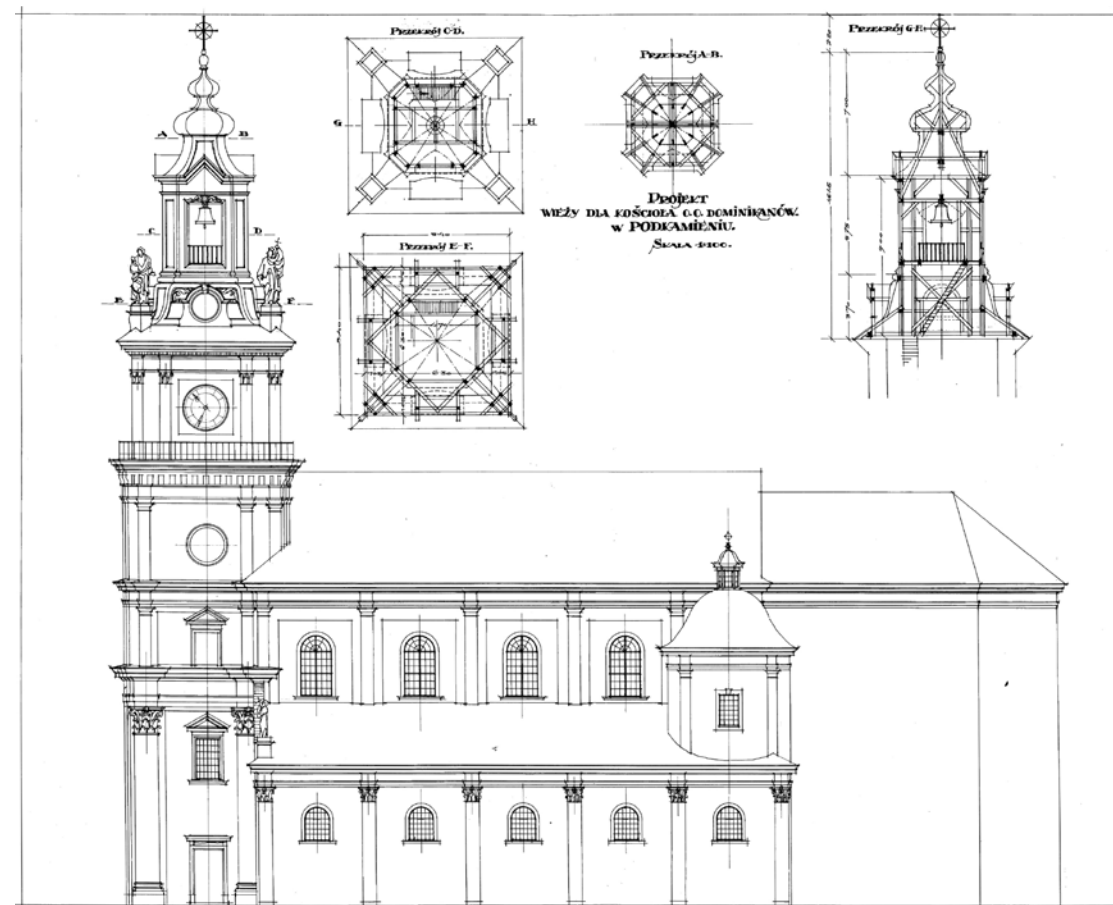 Przekrój C-D.
Przekrój A-B.
Przekrój G-H.
A B
G H
Projekt
wieży dla kościoła O.O. Dominikanów.
w Podkamieniu.
Skala 1:100.
C D
Przekrój E-F.
E F